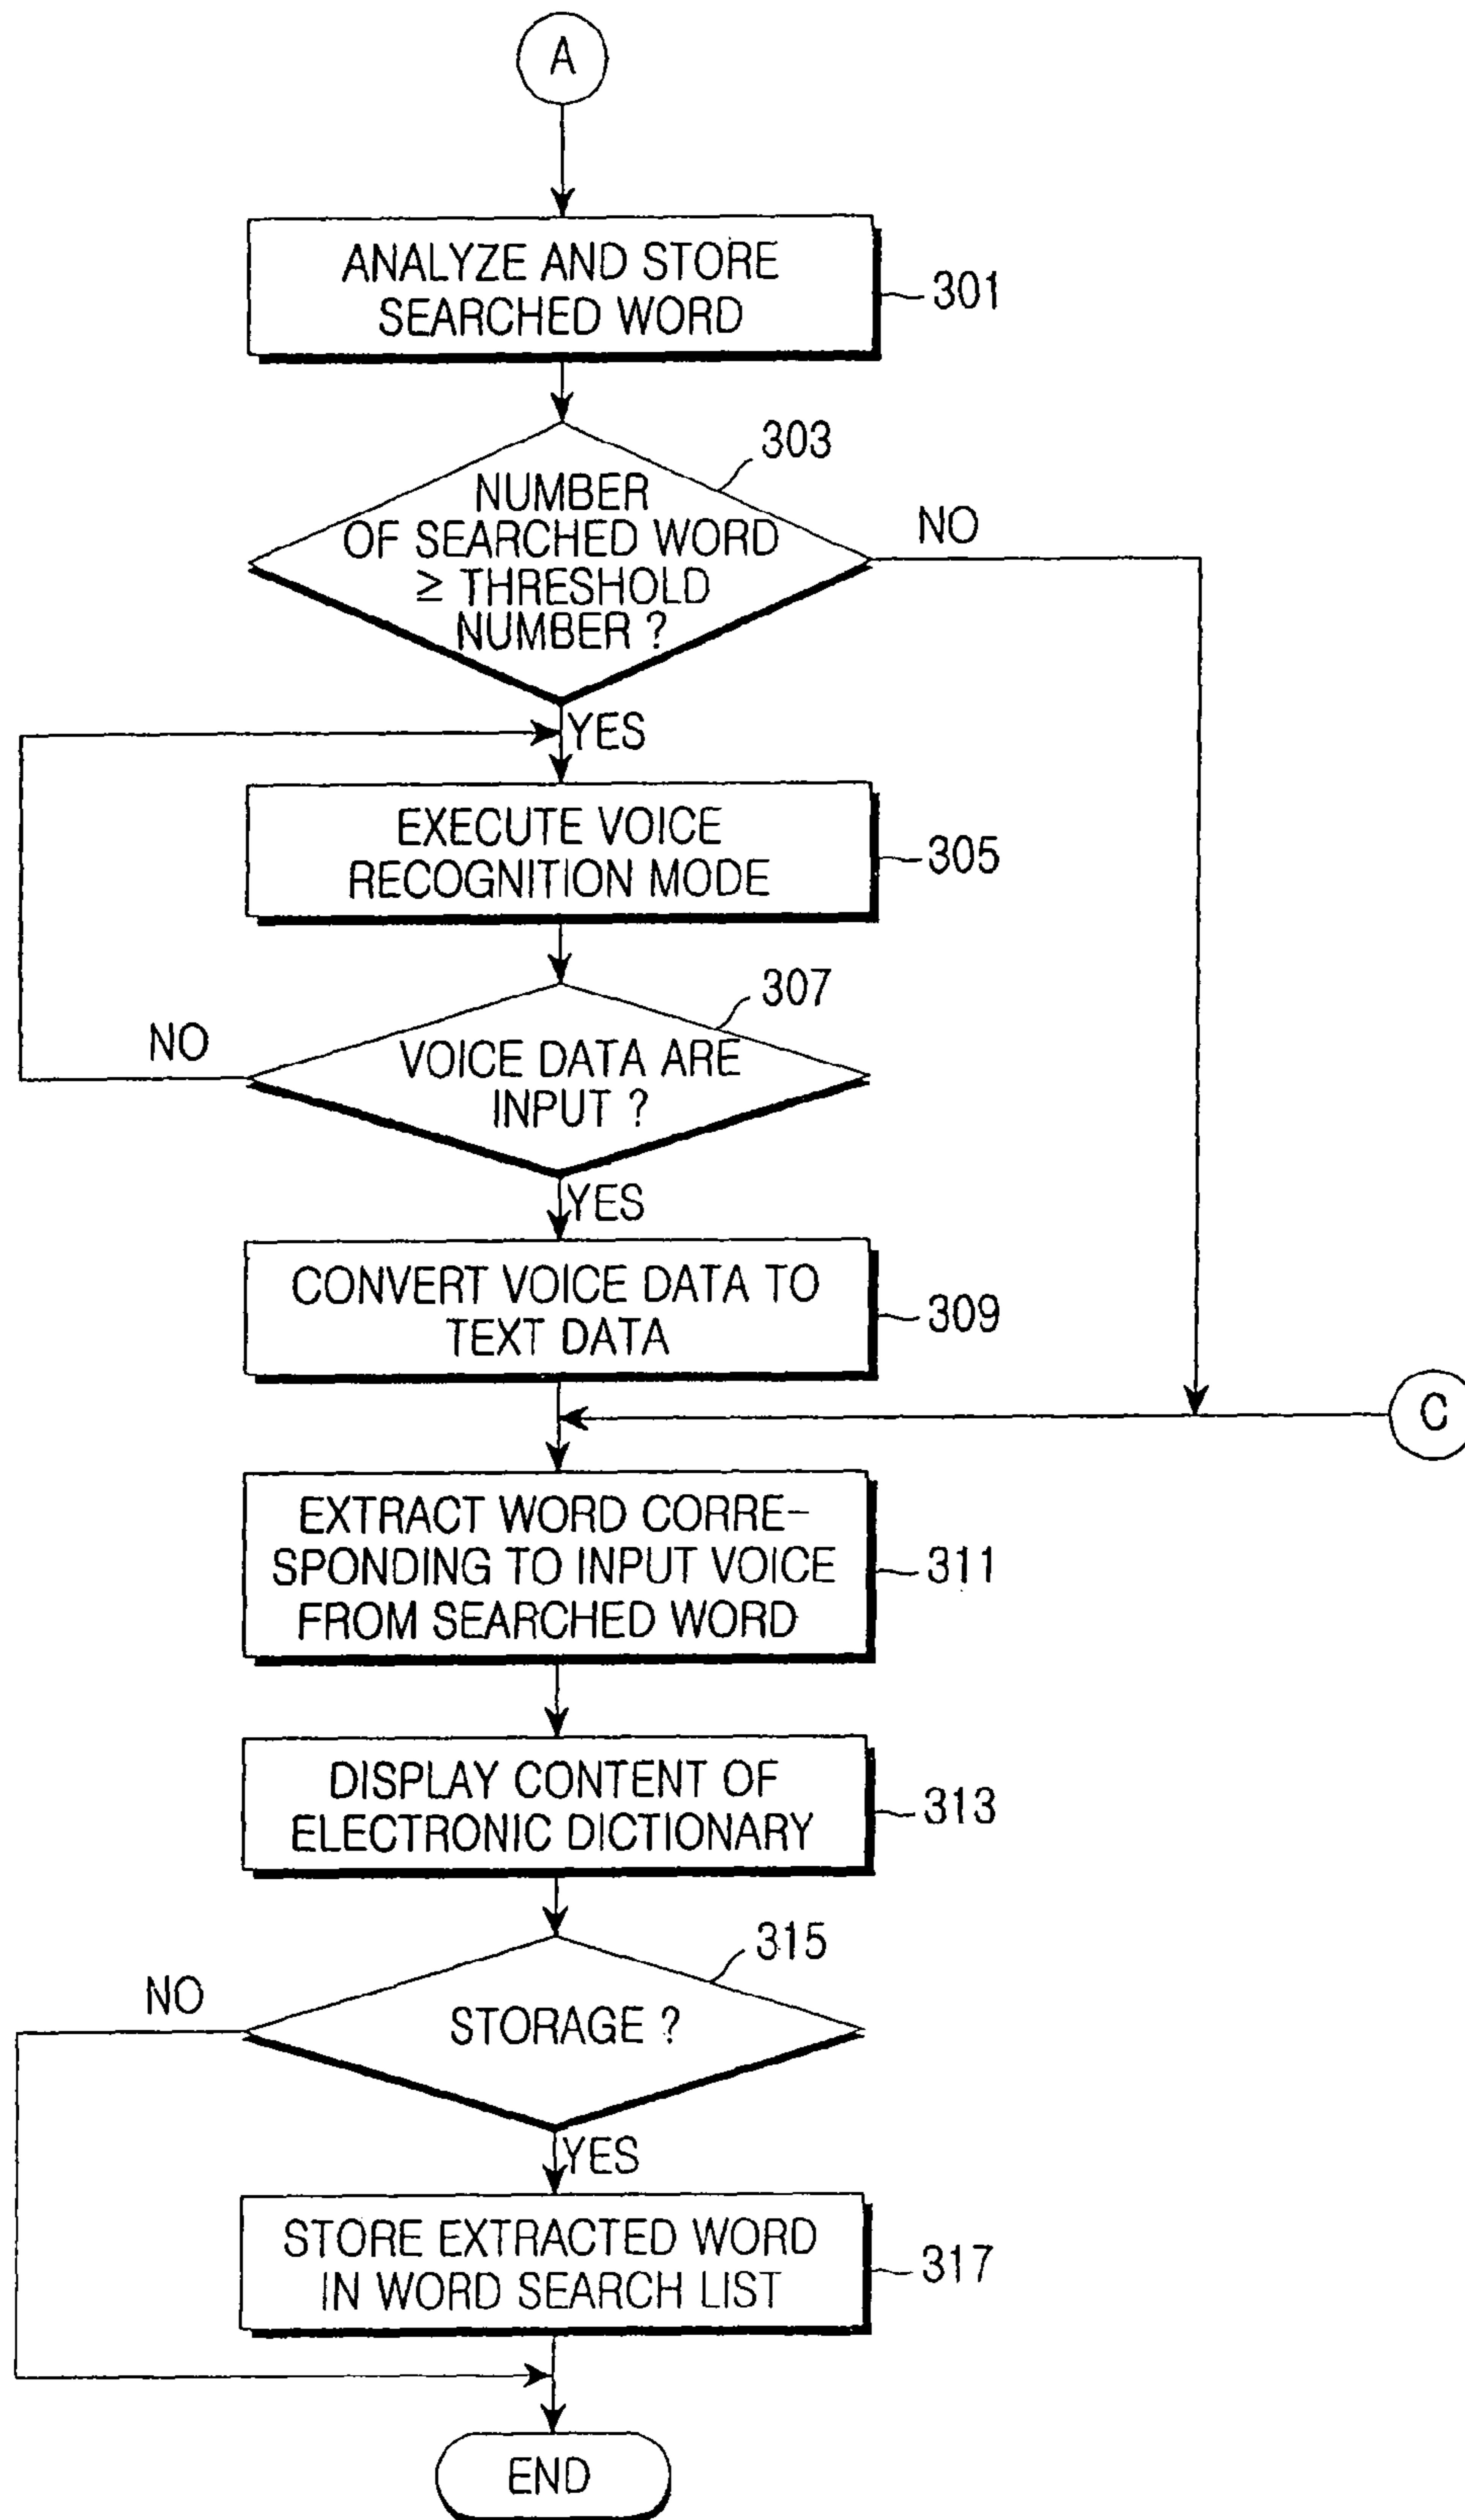 A
ANALYZE AND STORE
SEARCHED WORD
301
303
NUMBER
OF SEARCHED WORD
≥ THRESHOLD
NUMBER ?
NO
YES
EXECUTE VOICE
RECOGNITION MODE
305
307
NO
VOICE DATA ARE
INPUT ?
YES
CONVERT VOICE DATA TO
TEXT DATA
309
C
EXTRACT WORD CORRE-
SPONDING TO INPUT VOICE
FROM SEARCHED WORD
311
DISPLAY CONTENT OF
ELECTRONIC DICTIONARY
313
315
NO
STORAGE ?
YES
STORE EXTRACTED WORD
IN WORD SEARCH LIST
317
END